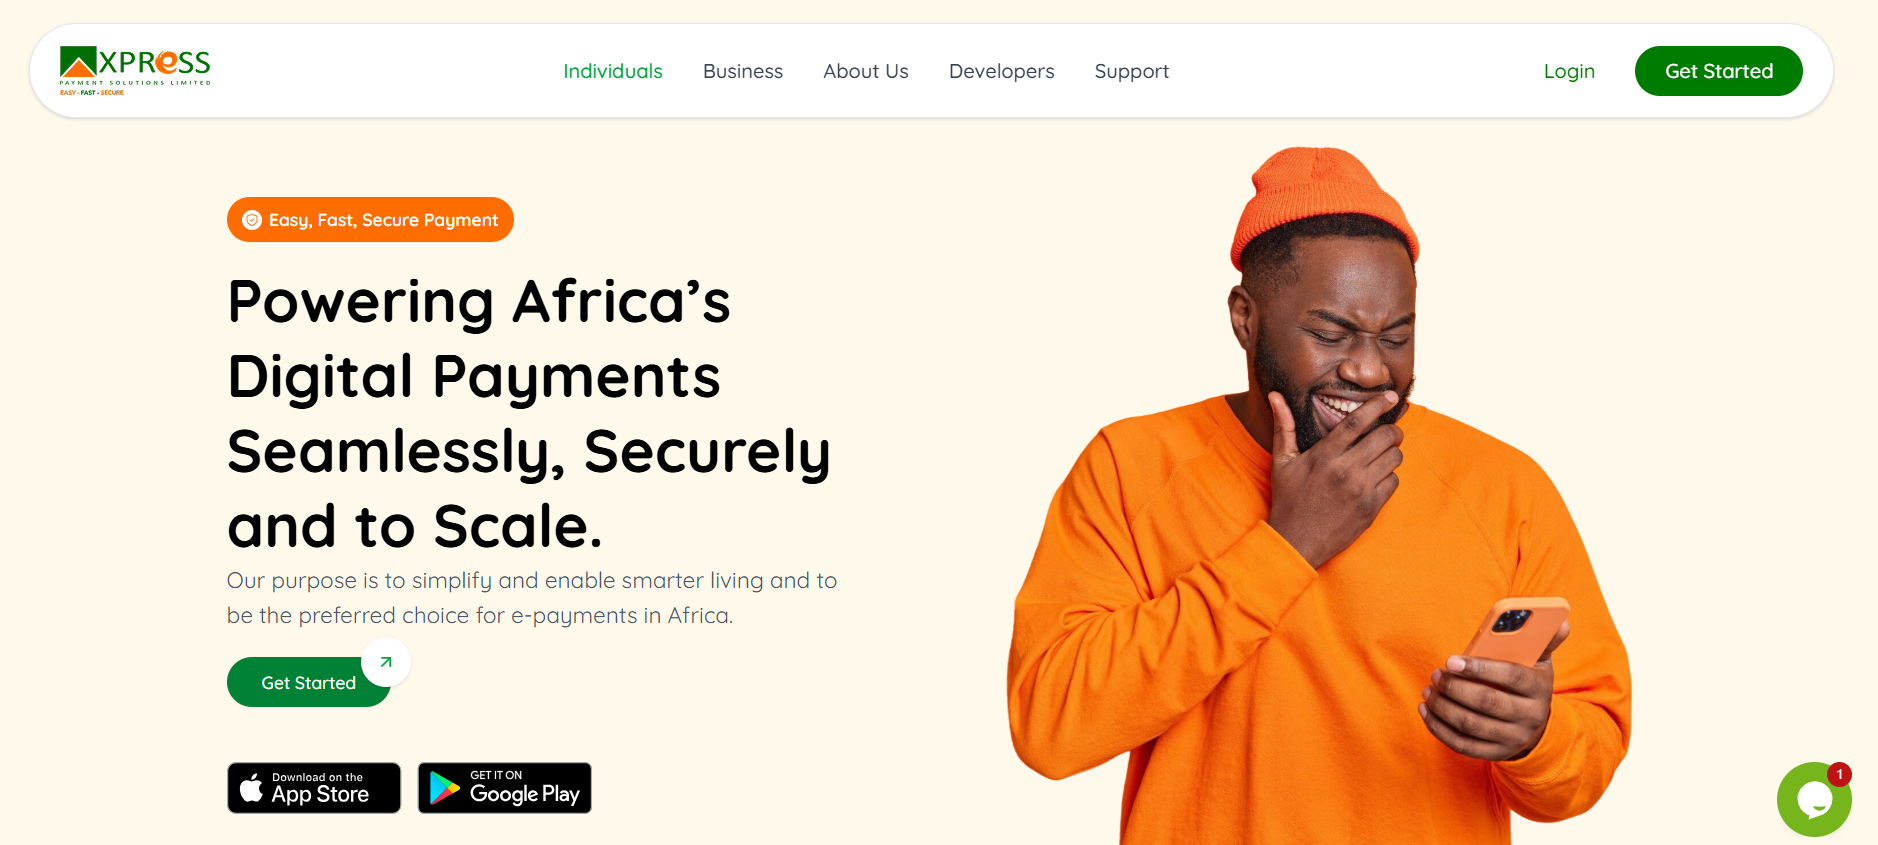 XPRESS
PAYMENT SOLUTIONS LIMITED
EASY - FAST - SECURE
Individuals
Business
About Us
Developers
Support
Login
Get Started
Easy, Fast, Secure Payment
Powering Africa’s
Digital Payments
Seamlessly, Securely
and to Scale.
Our purpose is to simplify and enable smarter living and to
be the preferred choice for e-payments in Africa.
Get Started
Download on the
App Store
GET IT ON
Google Play
1